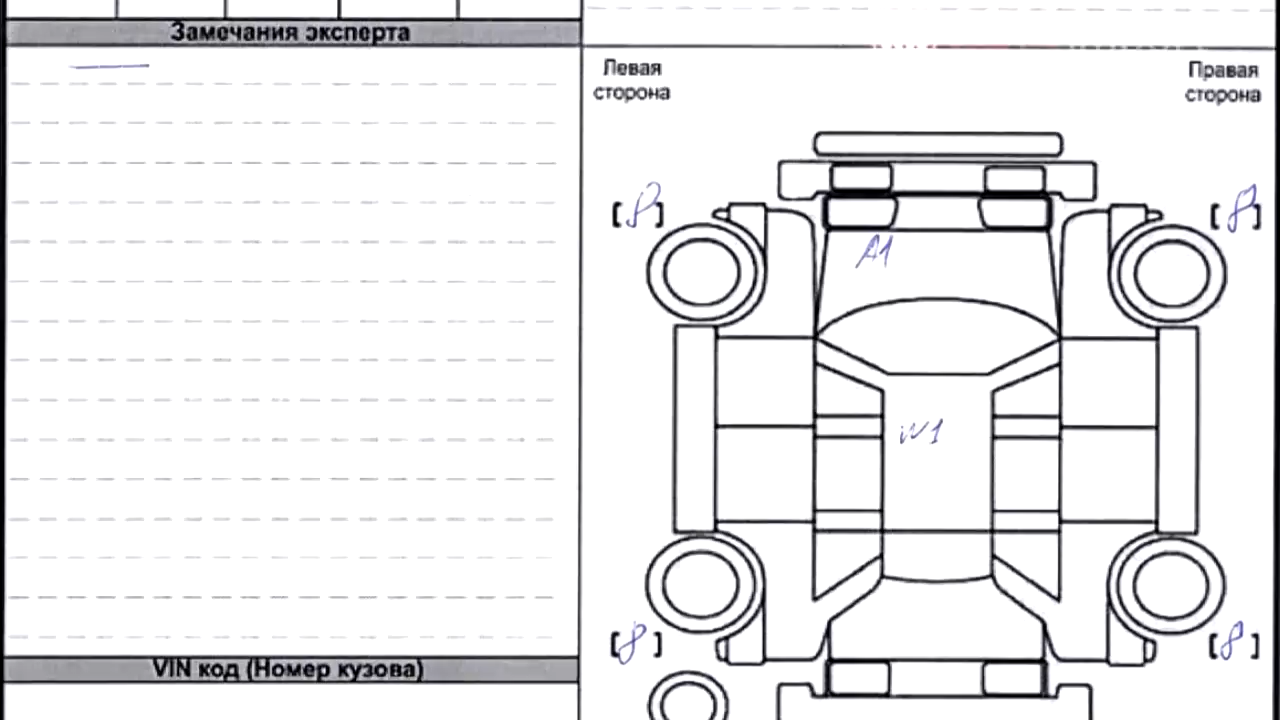 Замечания эксперта
Левая
сторона
Правая
сторона
[8]
[8]
A1
W1
[8]
[8]
VIN код (Номер кузова)